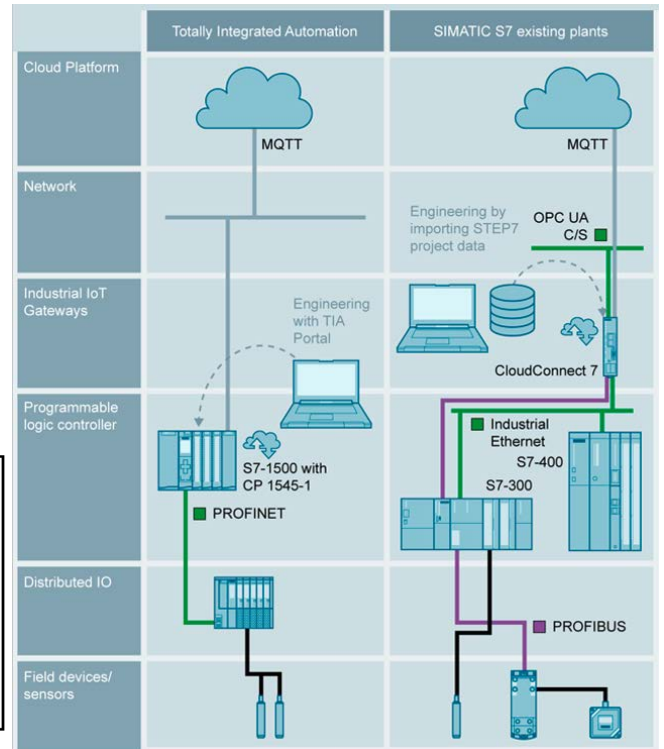 Totally Integrated Automation
SIMATIC S7 existing plants
Cloud Platform
MQTT
MQTT
Network
Engineering by
importing STEP7
project data
OPC UA
C/S
Industrial IoT
Gateways
Engineering
with TIA
Portal
CloudConnect 7
Programmable
logic controller
S7-1500 with
CP 1545-1
PROFINET
Industrial
Ethernet
S7-400
S7-300
Distributed IO
PROFIBUS
Field devices/
sensors